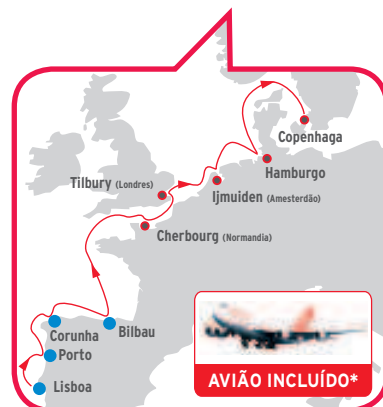 Copenhaga
Hamburgo
Tilbury (Londres)
Ijmuiden (Amesterdão)
Cherbourg (Normandia)
Corunha
Bilbau
Porto
Lisboa
AVIÃO INCLUÍDO*